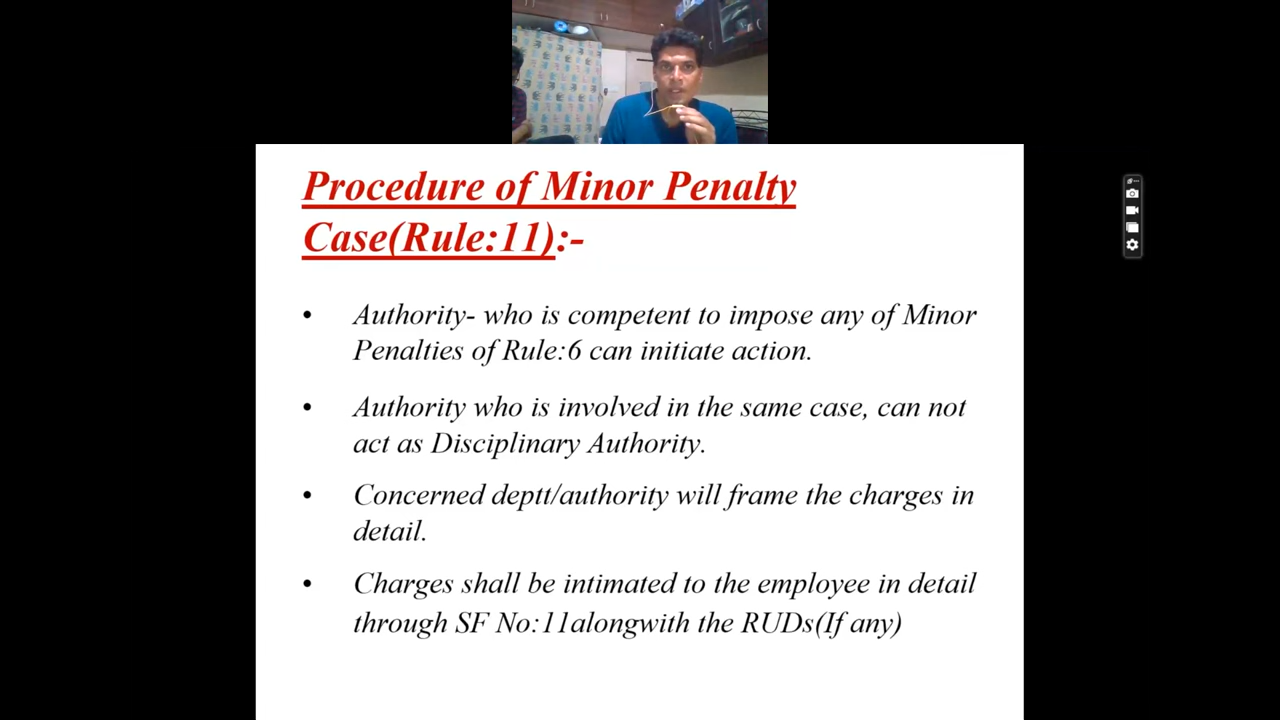 Procedure of Minor Penalty
Case(Rule:11):-
• Authority- who is competent to impose any of Minor
Penalties of Rule:6 can initiate action.
• Authority who is involved in the same case, can not
act as Disciplinary Authority.
• Concerned deptt/authority will frame the charges in
detail.
• Charges shall be intimated to the employee in detail
through SF No:11alongwith the RUDs(If any)